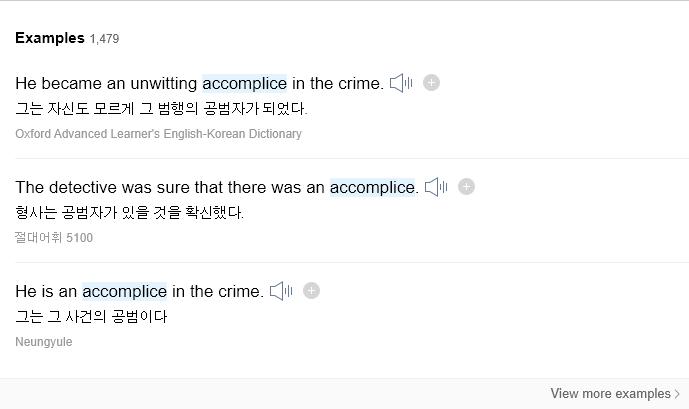 Examples 1,479
He became an unwitting accomplice in the crime.
그는 자신도 모르게 그 범행의 공범자가 되었다.
Oxford Advanced Learner's English-Korean Dictionary
The detective was sure that there was an accomplice.
형사는 공범자가 있을 것을 확신했다.
절대어휘 5100
He is an accomplice in the crime.
그는 그 사건의 공범이다
Neungyule
View more examples